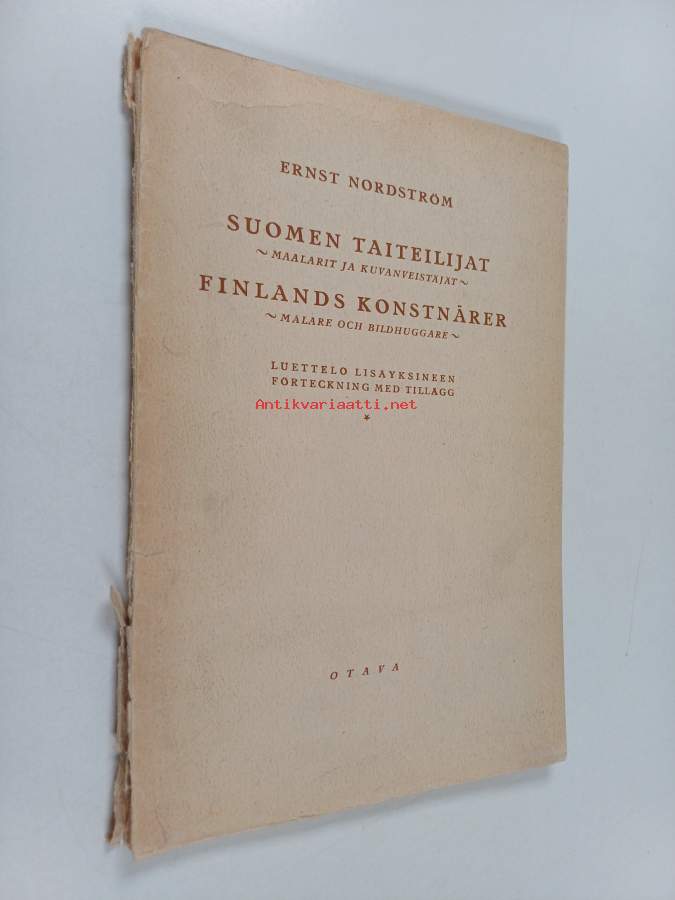 ERNST NORDSTRÖM
SUOMEN TAITEILIJAT
~ MAALARIT JA KUVANVEISTÄJÄT ~
FINLANDS KONSTNÄRER
~ MÅLARE OCH BILDHUGGARE ~
LUETTELO LISÄYKSINEEN
FÖRTECKNING MED TILLÄGG
Antikvariaatti.net
*
OTAVA